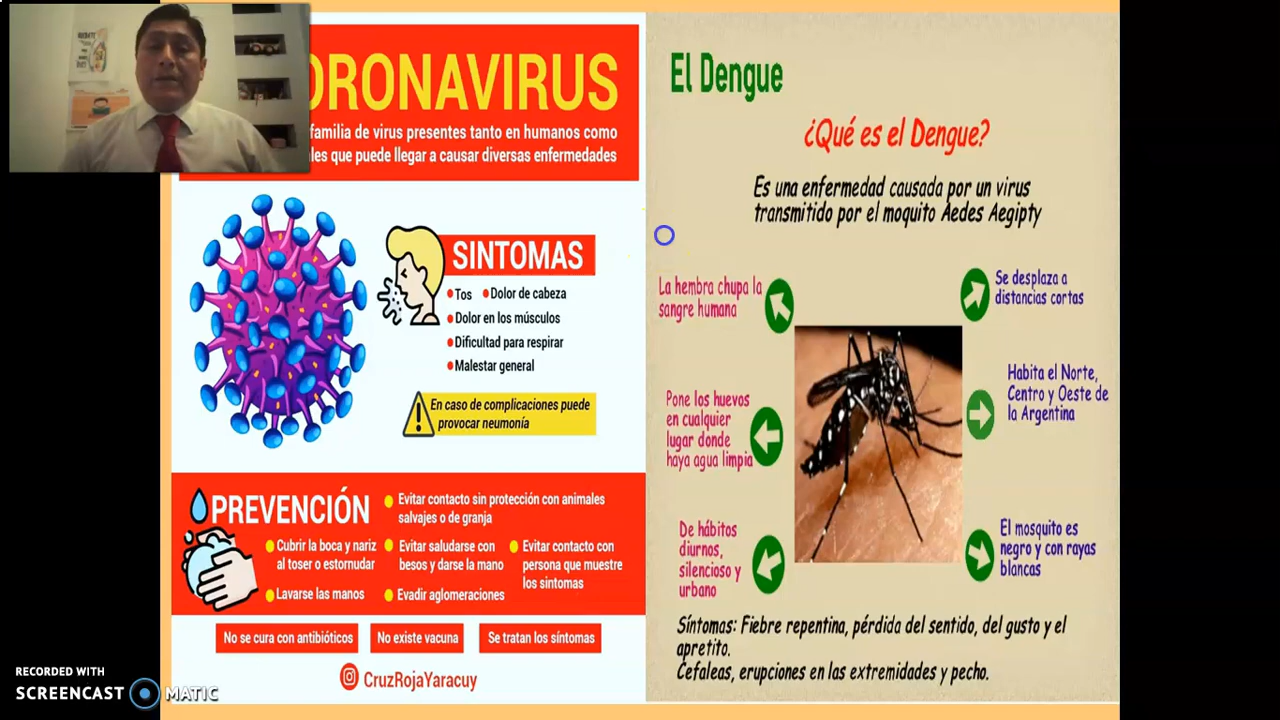 ORONAVIRUS
familia de virus presentes tanto en humanos como
les que puede llegar a causar diversas enfermedades
SINTOMAS
Tos
Dolor de cabeza
Dolor en los músculos
Dificultad para respirar
Malestar general
En caso de complicaciones puede
provocar neumonía
PREVENCIÓN
Evitar contacto sin protección con animales
salvajes o de granja
Cubrir la boca y nariz
al toser o estornudar
Evitar saludarse con
besos y darse la mano
Evitar contacto con
persona que muestre
los sintomas
Lavarse las manos
Evadir aglomeraciones
No se cura con antibióticos
No existe vacuna
Se tratan los síntomas
CruzRojaYaracuy
El Dengue
¿Qué es el Dengue?
Es una enfermedad causada por un virus
transmitido por el moquito Aedes Aegipty
La hembra chupa la
sangre humana
Se desplaza a
distancias cortas
Pone los huevos
en cualquier
lugar donde
haya agua limpia
Habita el Norte,
Centro y Oeste de
la Argentina
De hábitos
diurnos,
silencioso y
urbano
El mosquito es
negro y con rayas
blancas
Síntomas: Fiebre repentina, pérdida del sentido, del gusto y el
apretito.
Cefaleas, erupciones en las extremidades y pecho.
RECORDED WITH
SCREENCAST MATIC